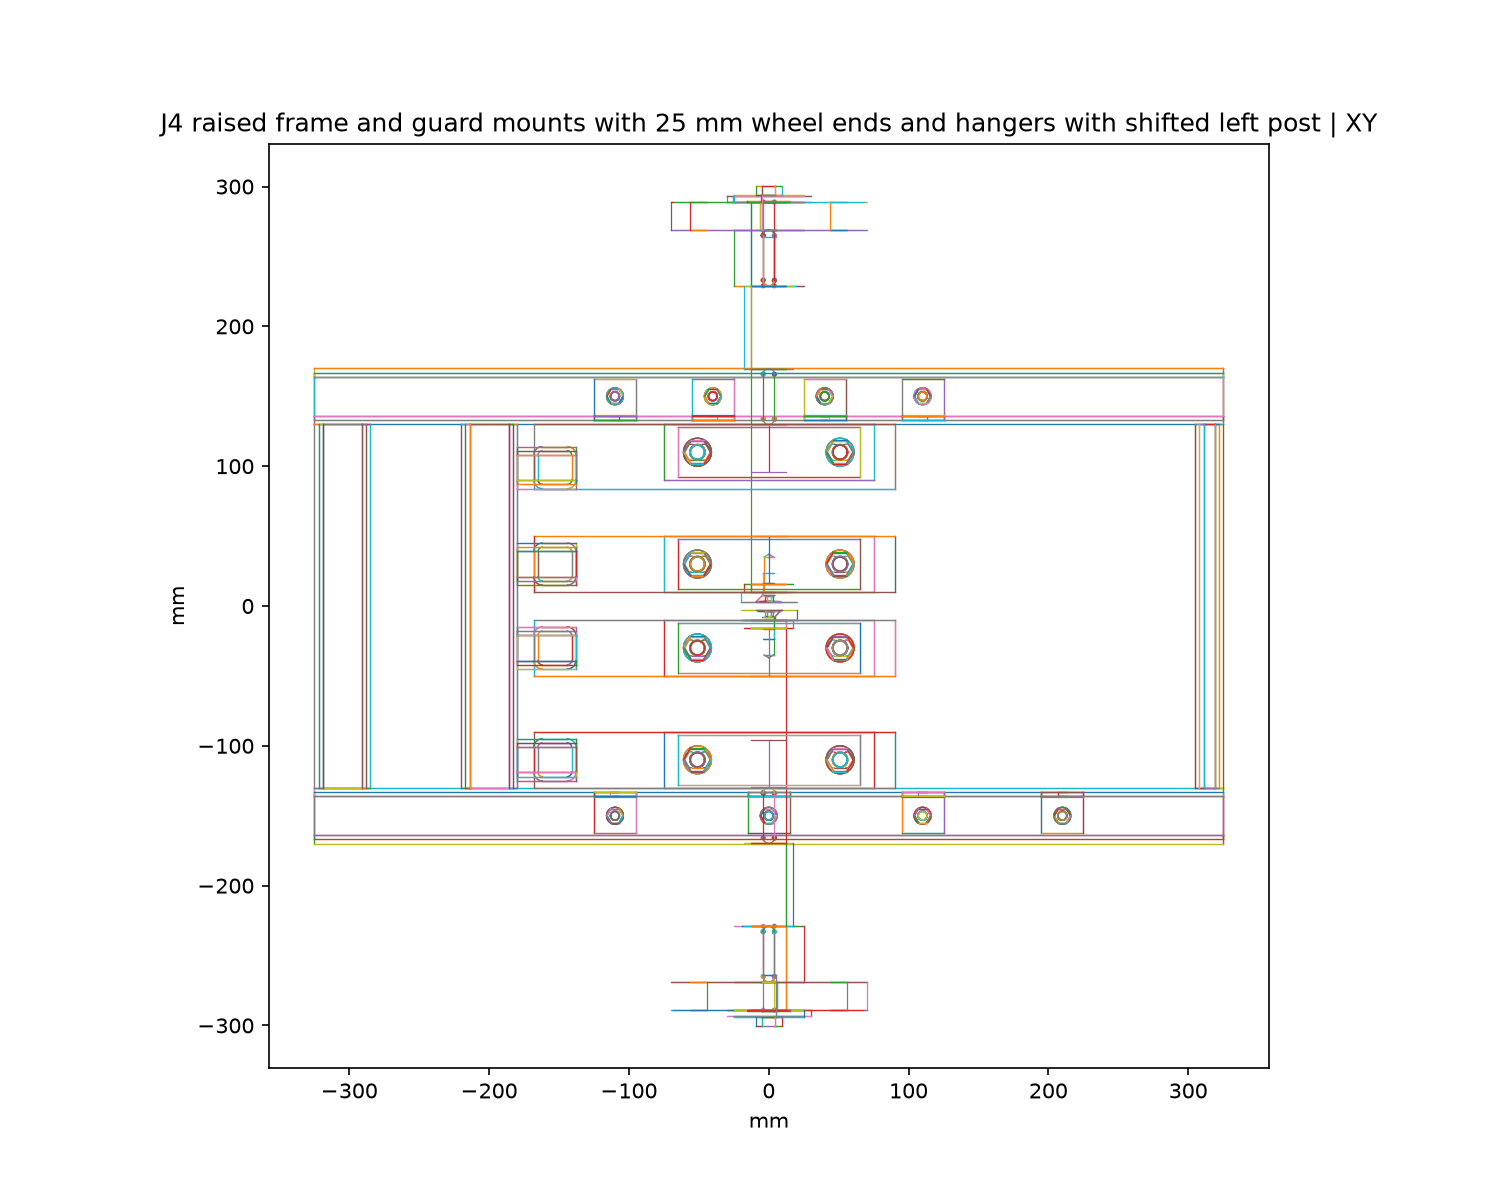 J4 raised frame and guard mounts with 25 mm wheel ends and hangers with shifted left post | XY
300
200
100
0
−100
−200
−300
mm
−300 −200 −100 0 100 200 300
mm